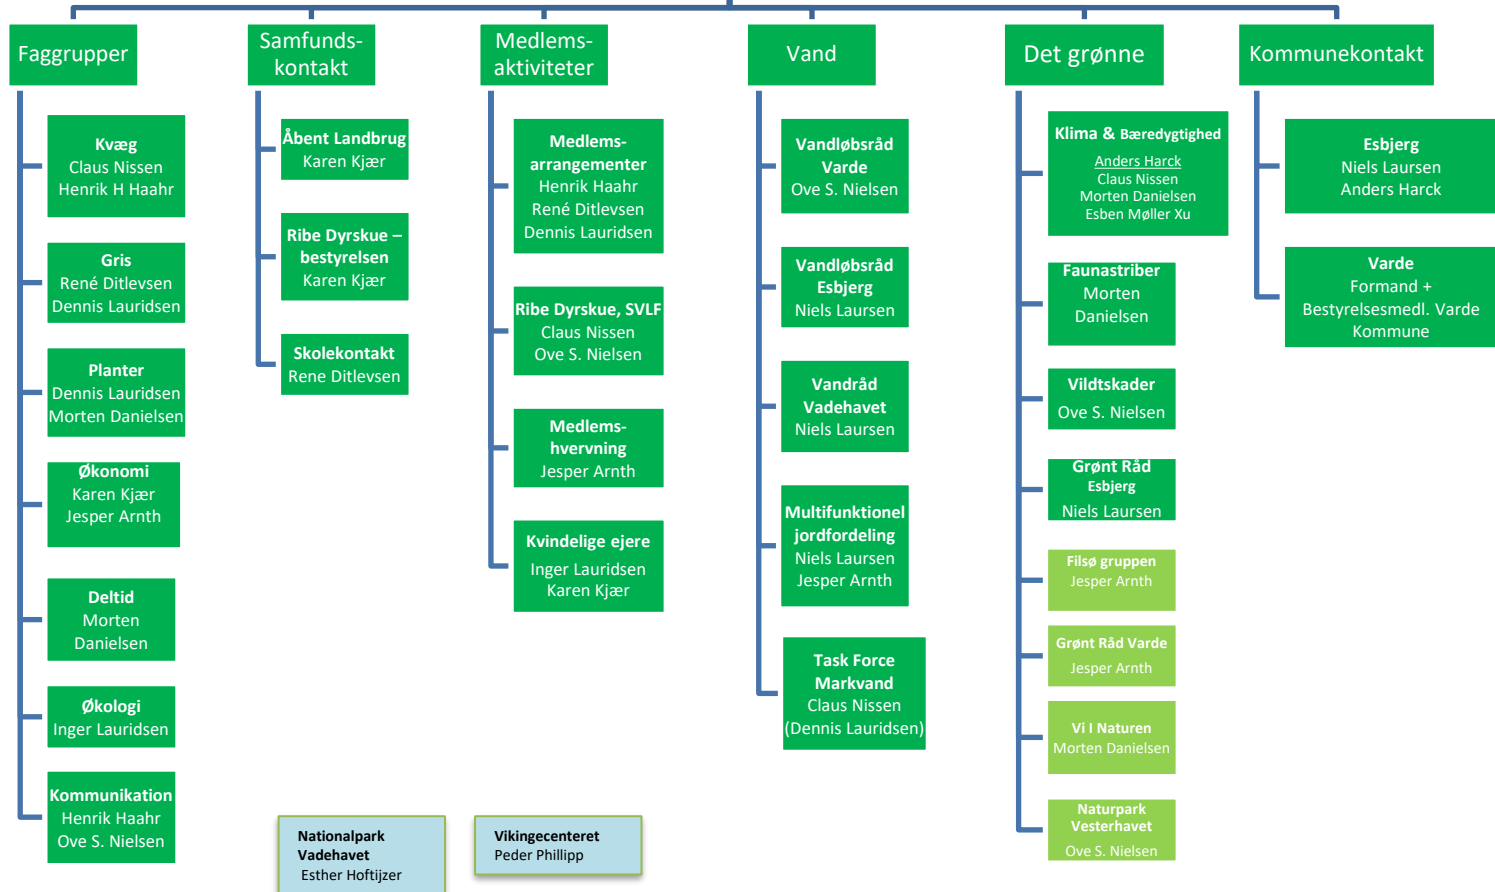 Faggrupper
Kvæg
Claus Nissen
Henrik H Haahr
Gris
René Ditlevsen
Dennis Lauridsen
Planter
Dennis Lauridsen
Morten Danielsen
Økonomi
Karen Kjær
Jesper Arnth
Deltid
Morten
Danielsen
Økologi
Inger Lauridsen
Kommunikation
Henrik Haahr
Ove S. Nielsen
Samfunds-
kontakt
Åbent Landbrug
Karen Kjær
Ribe Dyrskue –
bestyrelsen
Karen Kjær
Skolekontakt
Rene Ditlevsen
Medlems-
aktiviteter
Medlems-
arrangementer
Henrik Haahr
René Ditlevsen
Dennis Lauridsen
Ribe Dyrskue, SVLF
Claus Nissen
Ove S. Nielsen
Medlems-
hvervning
Jesper Arnth
Kvindelige ejere
Inger Lauridsen
Karen Kjær
Vand
Vandløbsråd
Varde
Ove S. Nielsen
Vandløbsråd
Esbjerg
Niels Laursen
Vandråd
Vadehavet
Niels Laursen
Multifunktionel
jordfordeling
Niels Laursen
Jesper Arnth
Task Force
Markvand
Claus Nissen
(Dennis Lauridsen)
Det grønne
Klima & Bæredygtighed
Anders Harck
Claus Nissen
Morten Danielsen
Esben Møller Xu
Faunastriber
Morten
Danielsen
Vildtskader
Ove S. Nielsen
Grønt Råd
Esbjerg
Niels Laursen
Filsø gruppen
Jesper Arnth
Grønt Råd Varde
Jesper Arnth
Vi I Naturen
Morten Danielsen
Naturpark
Vesterhavet
Ove S. Nielsen
Kommunekontakt
Esbjerg
Niels Laursen
Anders Harck
Varde
Formand +
Bestyrelsesmedl. Varde
Kommune
Nationalpark
Vadehavet
Esther Hoftijzer
Vikingecenteret
Peder Phillipp